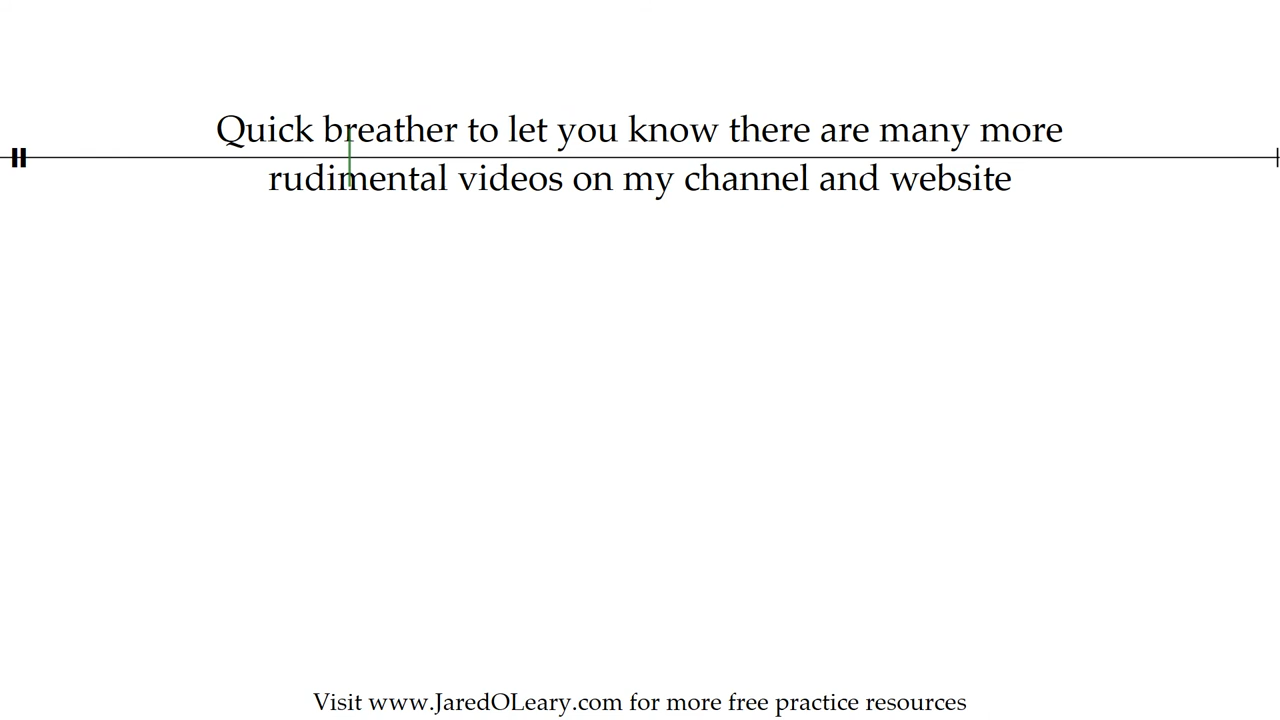 Quick breather to let you know there are many more
rudimental videos on my channel and website
Visit www.JaredOLeary.com for more free practice resources